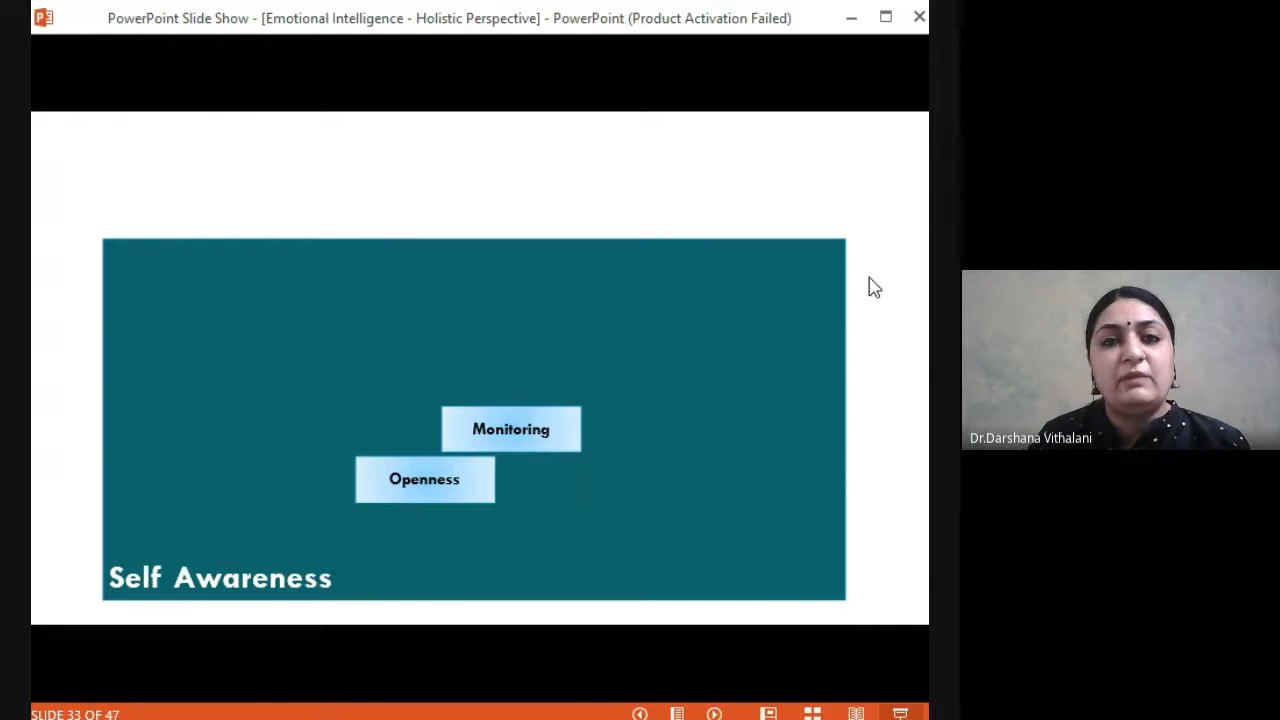 PowerPoint Slide Show - [Emotional Intelligence - Holistic Perspective] - PowerPoint (Product Activation Failed)
Monitoring
Openness
Self Awareness
Dr.Darshana Vithalani
SLIDE 33 OF 47